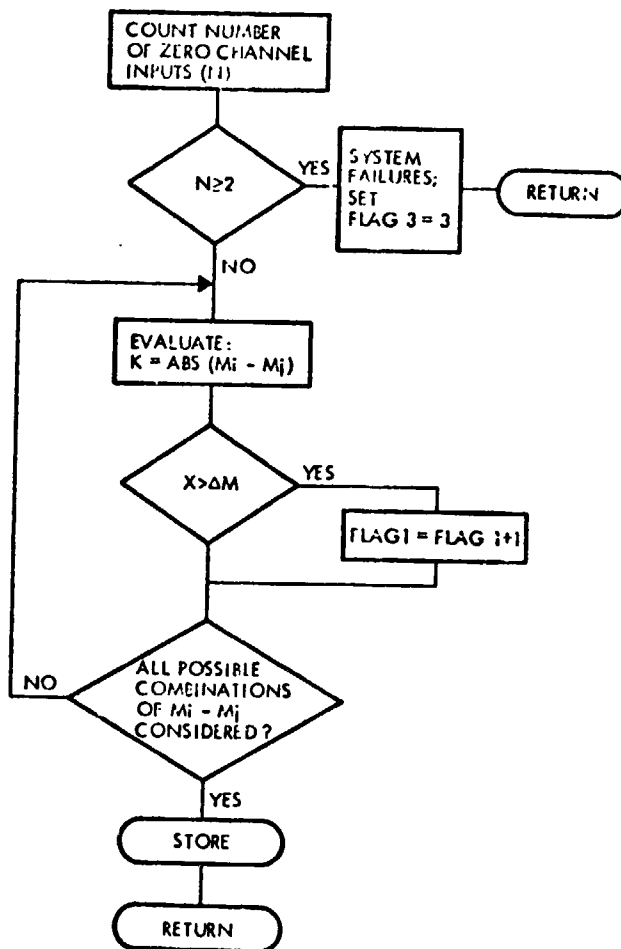 COUNT NUMBER
OF ZERO CHANNEL
INPUTS (N)
N≥2
YES
SYSTEM
FAILURES;
SET
FLAG 3 = 3
RETURN
NO
EVALUATE:
K = ABS (Mi - Mj)
X>ΔM
YES
FLAG1 = FLAG i+1
NO
ALL POSSIBLE
COMBINATIONS
OF Mi - Mj
CONSIDERED?
YES
STORE
RETURN